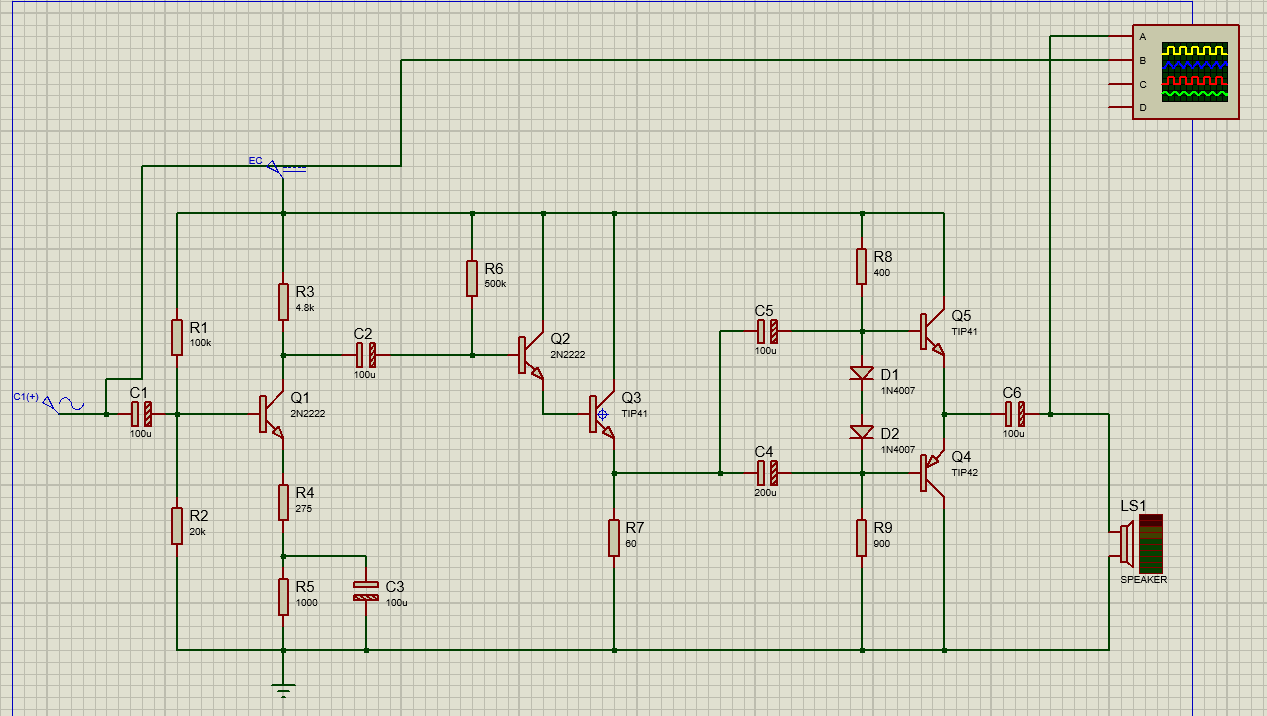 A
B
C
D
EC
R8
400
R6
500k
R3
4.8k
C5
100u
Q5
TIP41
R1
100k
C2
100u
Q2
2N2222
D1
1N4007
C1(+)
C1
100u
Q1
2N2222
Q3
TIP41
C6
100u
D2
1N4007
C4
200u
Q4
TIP42
R4
275
R2
20k
R7
60
R9
900
LS1
SPEAKER
R5
1000
C3
100u